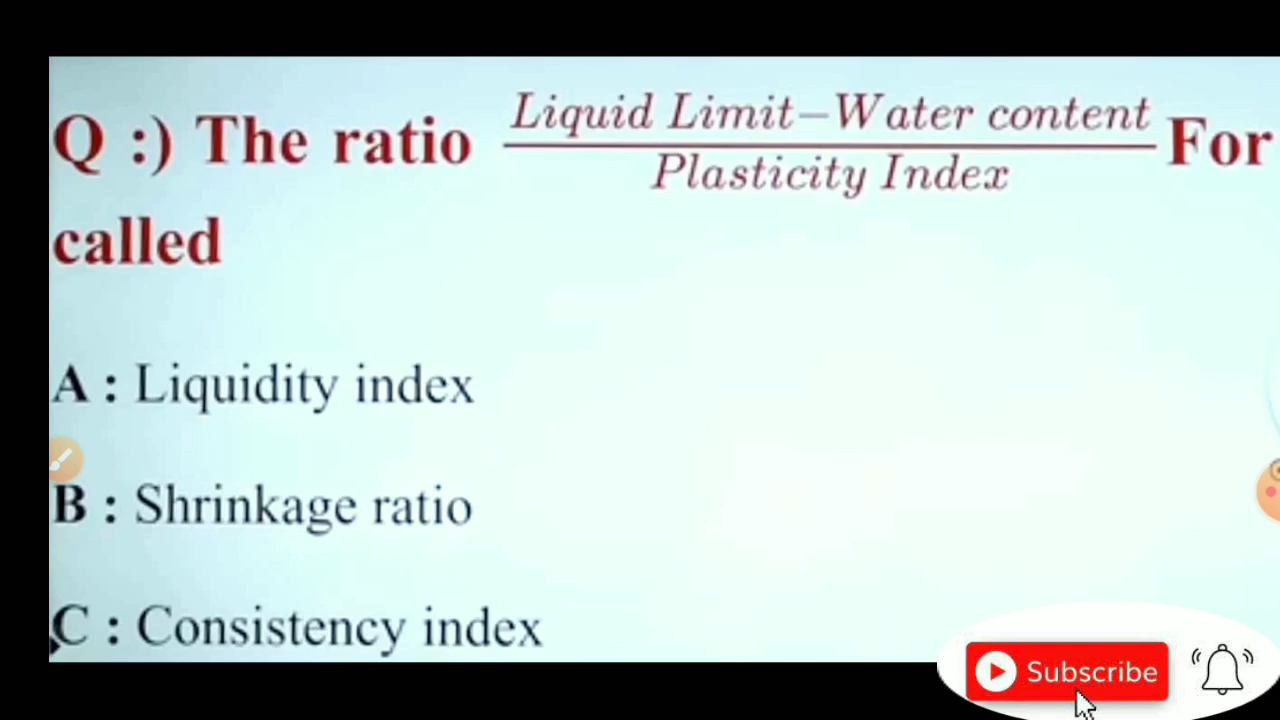 Q :) The ratio Liquid Limit−Water content / Plasticity Index For
called
A : Liquidity index
B : Shrinkage ratio
C : Consistency index
Subscribe